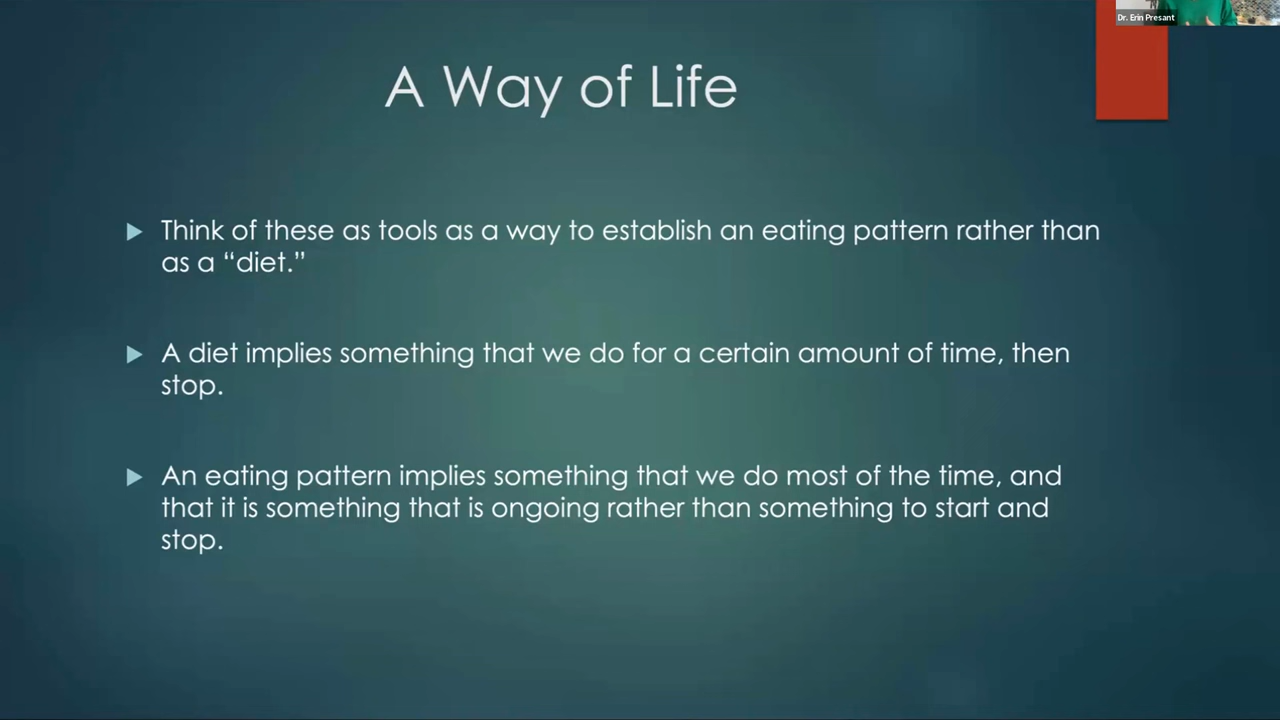 Dr. Erin Presant
A Way of Life
Think of these as tools as a way to establish an eating pattern rather than
as a “diet.”
A diet implies something that we do for a certain amount of time, then
stop.
An eating pattern implies something that we do most of the time, and
that it is something that is ongoing rather than something to start and
stop.